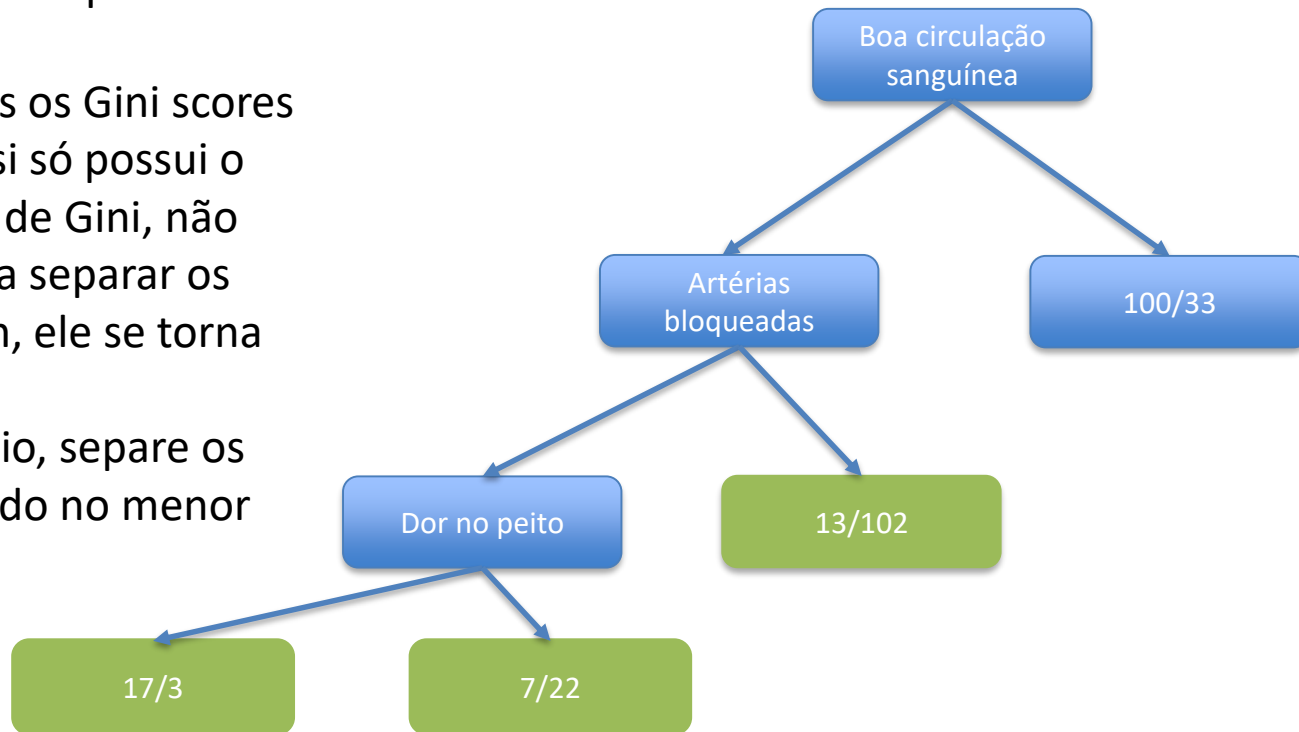 s os Gini scores
si só possui o
de Gini, não
a separar os
, ele se torna
io, separe os
do no menor
Boa circulação
sanguínea
Artérias
bloqueadas
100/33
Dor no peito
13/102
17/3
7/22